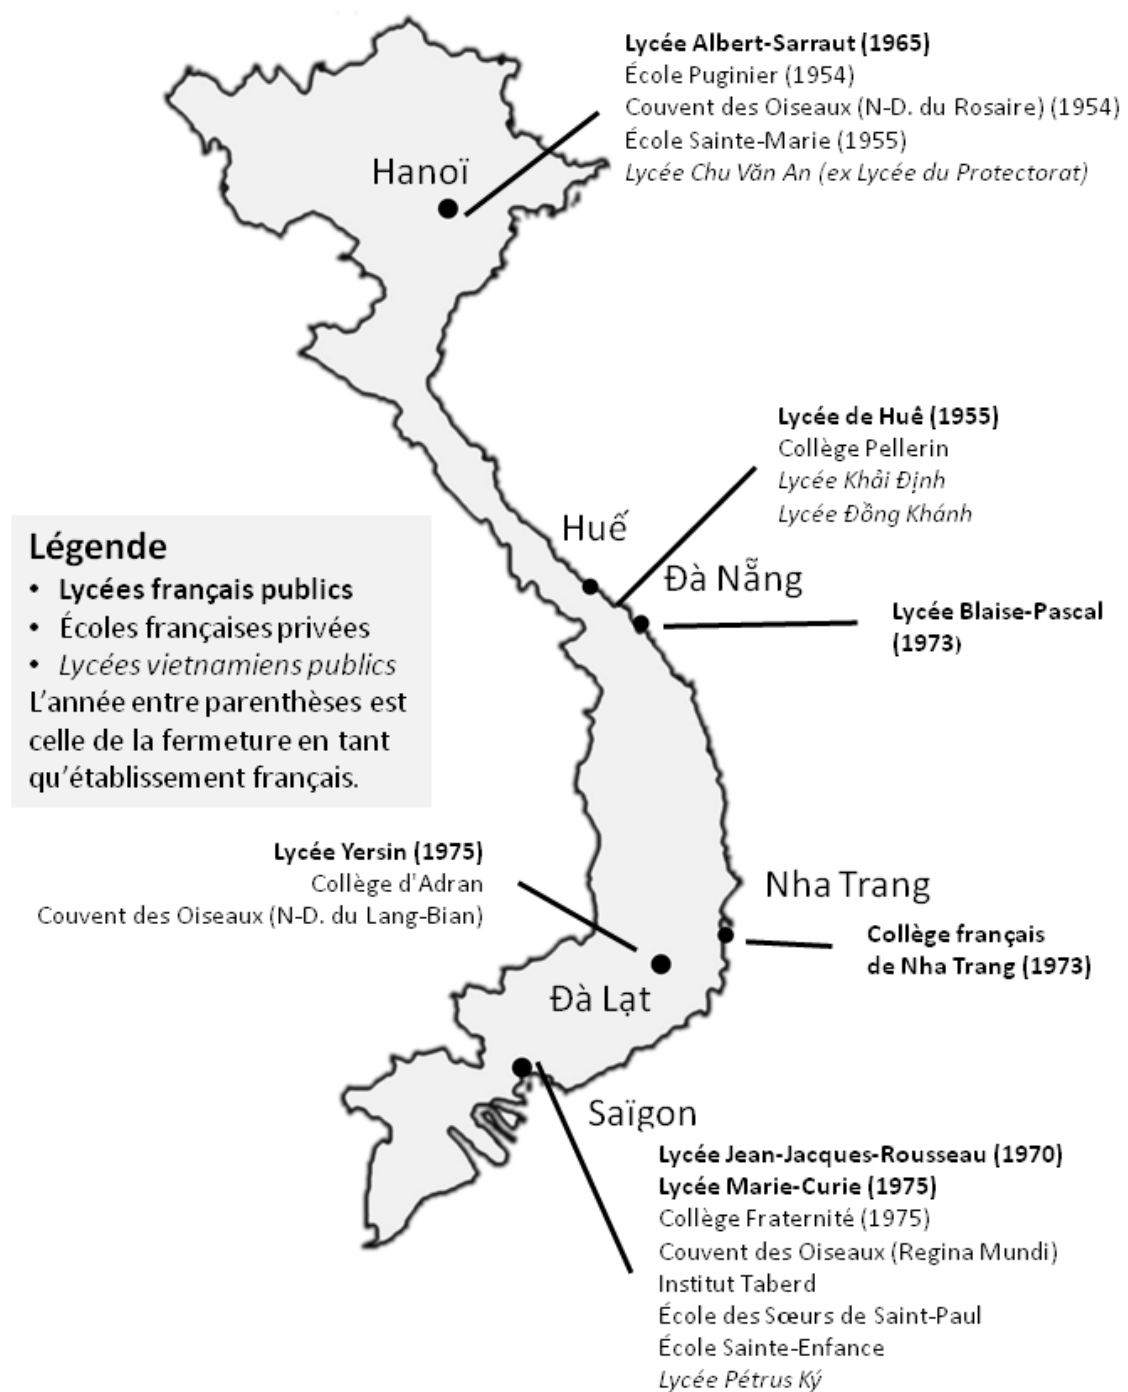 Lycée Albert-Sarraut (1965)
École Puginier (1954)
Couvent des Oiseaux (N-D. du Rosaire) (1954)
École Sainte-Marie (1955)
Lycée Chu Văn An (ex Lycée du Protectorat)
Hanoï
Lycée de Huê (1955)
Collège Pellerin
Lycée Khải Định
Lycée Đồng Khánh
Huế
Đà Nẵng
Lycée Blaise-Pascal
(1973)
Légende
• Lycées français publics
• Écoles françaises privées
• Lycées vietnamiens publics
L'année entre parenthèses est
celle de la fermeture en tant
qu'établissement français.
Lycée Yersin (1975)
Collège d'Adran
Couvent des Oiseaux (N-D. du Lang-Bian)
Nha Trang
Collège français
de Nha Trang (1973)
Đà Lạt
Saïgon
Lycée Jean-Jacques-Rousseau (1970)
Lycée Marie-Curie (1975)
Collège Fraternité (1975)
Couvent des Oiseaux (Regina Mundi)
Institut Taberd
École des Sœurs de Saint-Paul
École Sainte-Enfance
Lycée Pétrus Ký